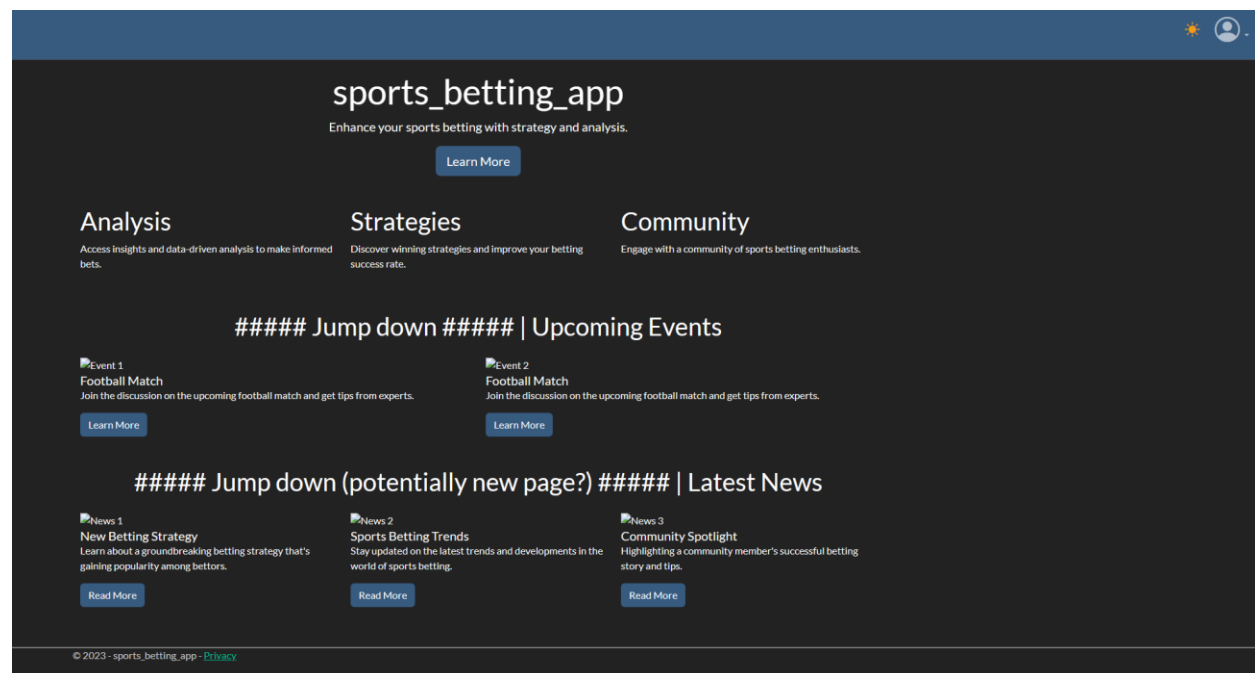 sports_betting_app
Enhance your sports betting with strategy and analysis.
Learn More
Analysis
Access insights and data-driven analysis to make informed
bets.
Strategies
Discover winning strategies and improve your betting
success rate.
Community
Engage with a community of sports betting enthusiasts.
##### Jump down ##### | Upcoming Events
Event 1
Football Match
Join the discussion on the upcoming football match and get tips from experts.
Learn More
Event 2
Football Match
Join the discussion on the upcoming football match and get tips from experts.
Learn More
##### Jump down (potentially new page?) ##### | Latest News
News 1
New Betting Strategy
Learn about a groundbreaking betting strategy that's
gaining popularity among bettors.
Read More
News 2
Sports Betting Trends
Stay updated on the latest trends and developments in the
world of sports betting.
Read More
News 3
Community Spotlight
Highlighting a community member's successful betting
story and tips.
Read More
© 2023 - sports_betting_app - Privacy